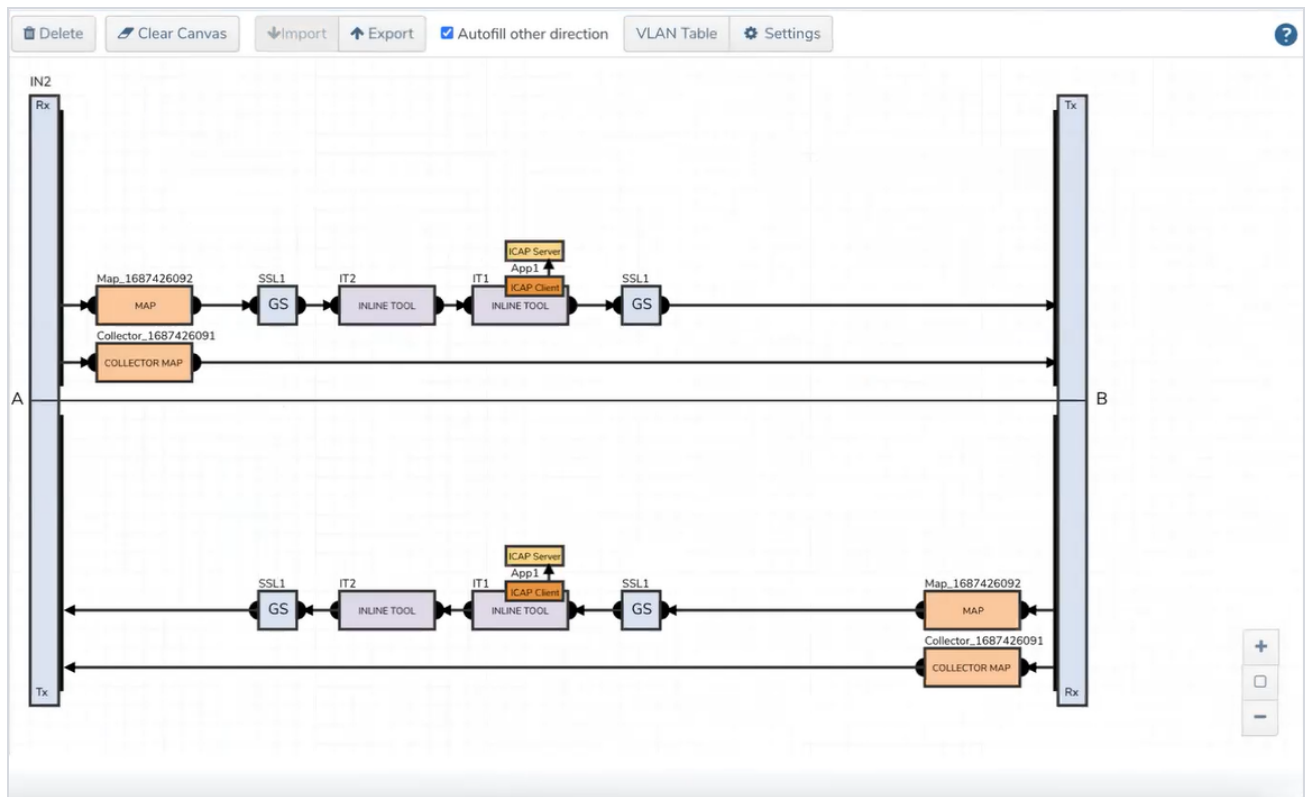 Delete Clear Canvas Import Export Autofill other direction VLAN Table Settings ?
IN2
Rx Tx
ICAP Server
Map_1687426092 SSL1 IT2 IT1 App1 SSL1
ICAP Client
MAP GS INLINE TOOL INLINE TOOL GS
Collector_1687426091
COLLECTOR MAP
A B
ICAP Server
SSL1 IT2 IT1 App1 SSL1 Map_1687426092
ICAP Client
GS INLINE TOOL INLINE TOOL GS MAP
Collector_1687426091
COLLECTOR MAP
Tx Rx